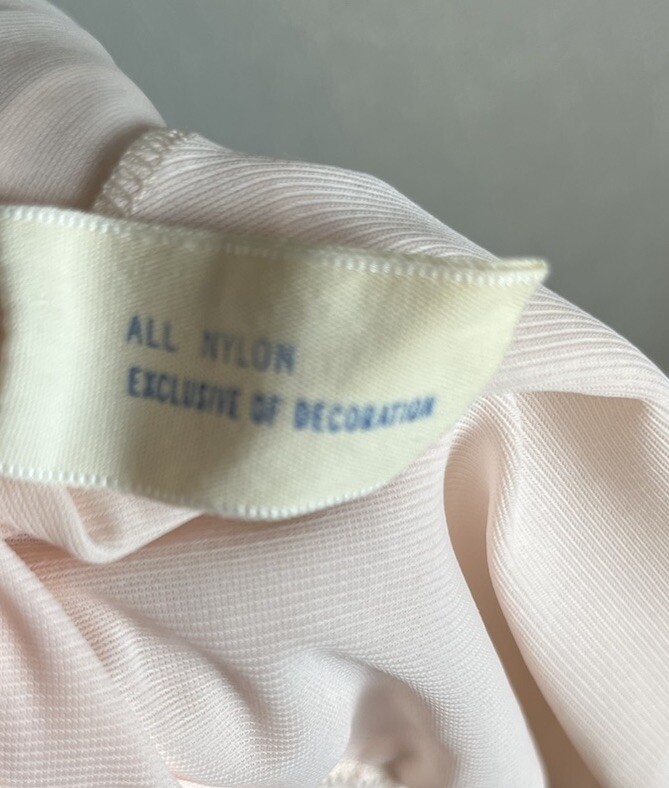 ALL NYLON
EXCLUSIVE OF DECORATION